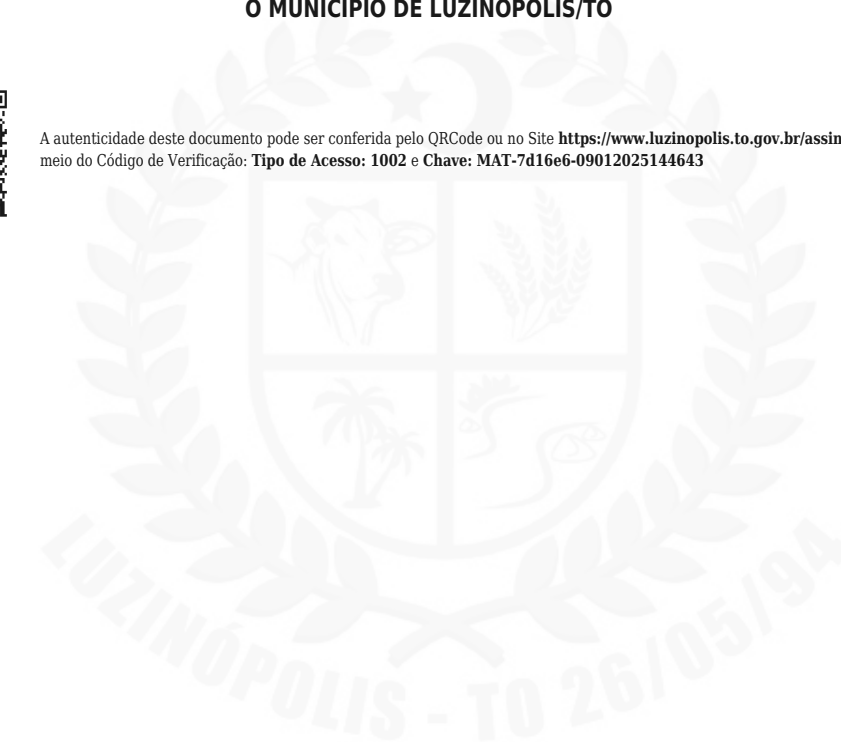 O MUNICÍPIO DE LUZINÓPOLIS/TO
A autenticidade deste documento pode ser conferida pelo QRCode ou no Site https://www.luzinopolis.to.gov.br/assin
meio do Código de Verificação: Tipo de Acesso: 1002 e Chave: MAT-7d16e6-09012025144643
LUZINÓPOLIS - TO 26/05/94